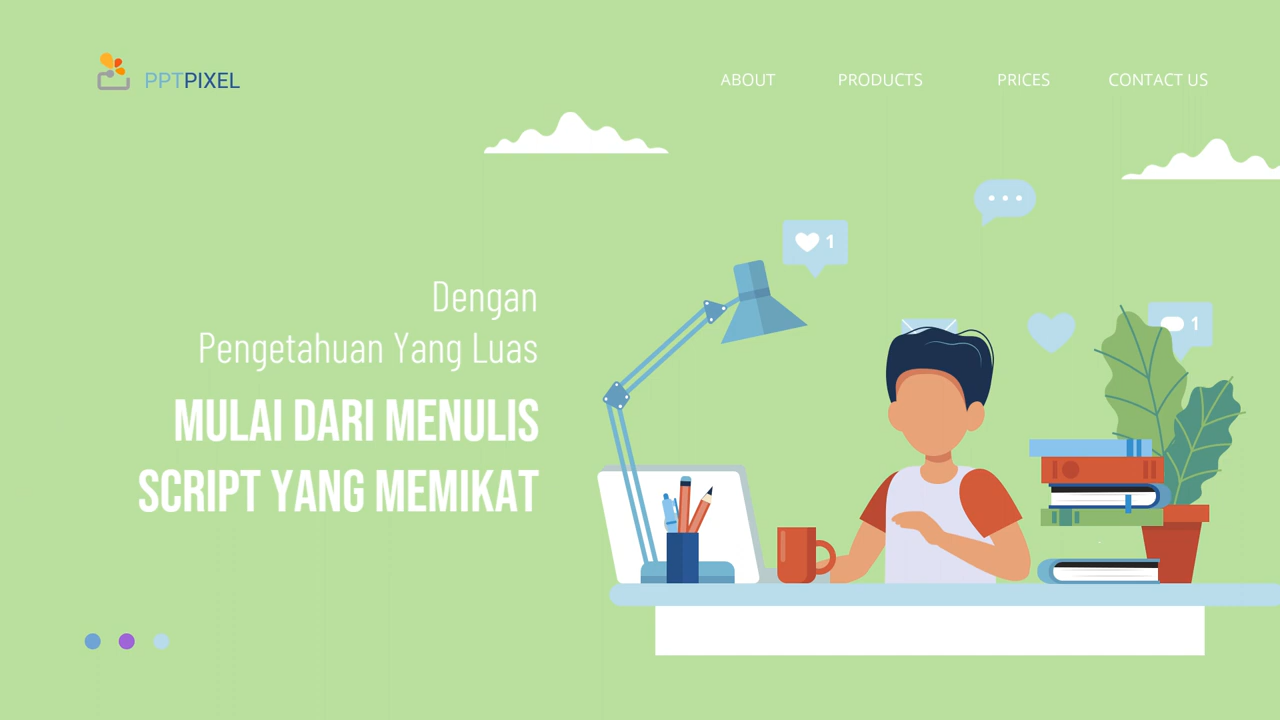 PPTPIXEL
ABOUT PRODUCTS PRICES CONTACT US
1
1
Dengan
Pengetahuan Yang Luas
MULAI DARI MENULIS
SCRIPT YANG MEMIKAT